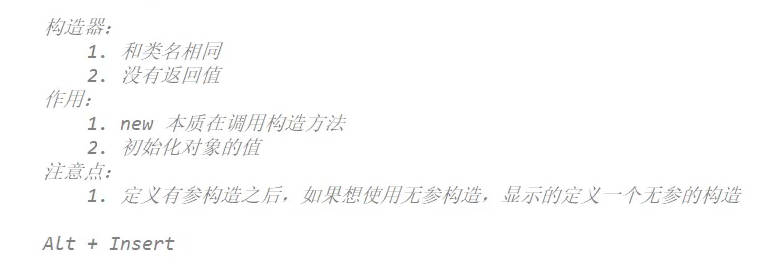 构造器：
1. 和类名相同
2. 没有返回值
作用：
1. new 本质在调用构造方法
2. 初始化对象的值
注意点：
1. 定义有参构造之后，如果想使用无参构造，显示的定义一个无参的构造
Alt + Insert